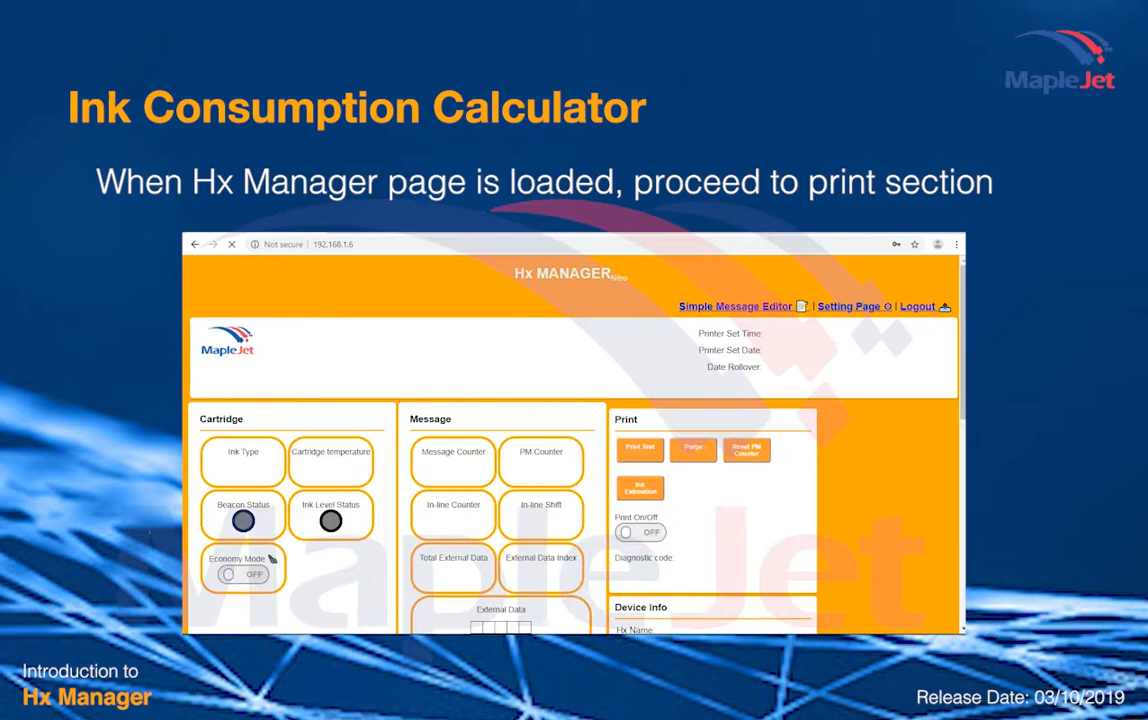 MapleJet
Ink Consumption Calculator
When Hx Manager page is loaded, proceed to print section
Not secure 192.168.1.6
Hx MANAGER Nitro
Simple Message Editor | Setting Page | Logout
MapleJet
Printer Set Time:
Printer Set Date:
Date Rollover:
Cartridge
Ink Type
Cartridge temperature
Beacon Status
Ink Level Status
Economy Mode
OFF
Message
Message Counter
PM Counter
In-line Counter
In-line Shift
Total External Data
External Data Index
External Data
Print
Print Test
Purge
Reset PM
Counter
Ink
Estimation
Print On/Off
OFF
Diagnostic code:
Device Info
Hx Name:
MapleJet
Introduction to
Hx Manager
Release Date: 03/10/2019